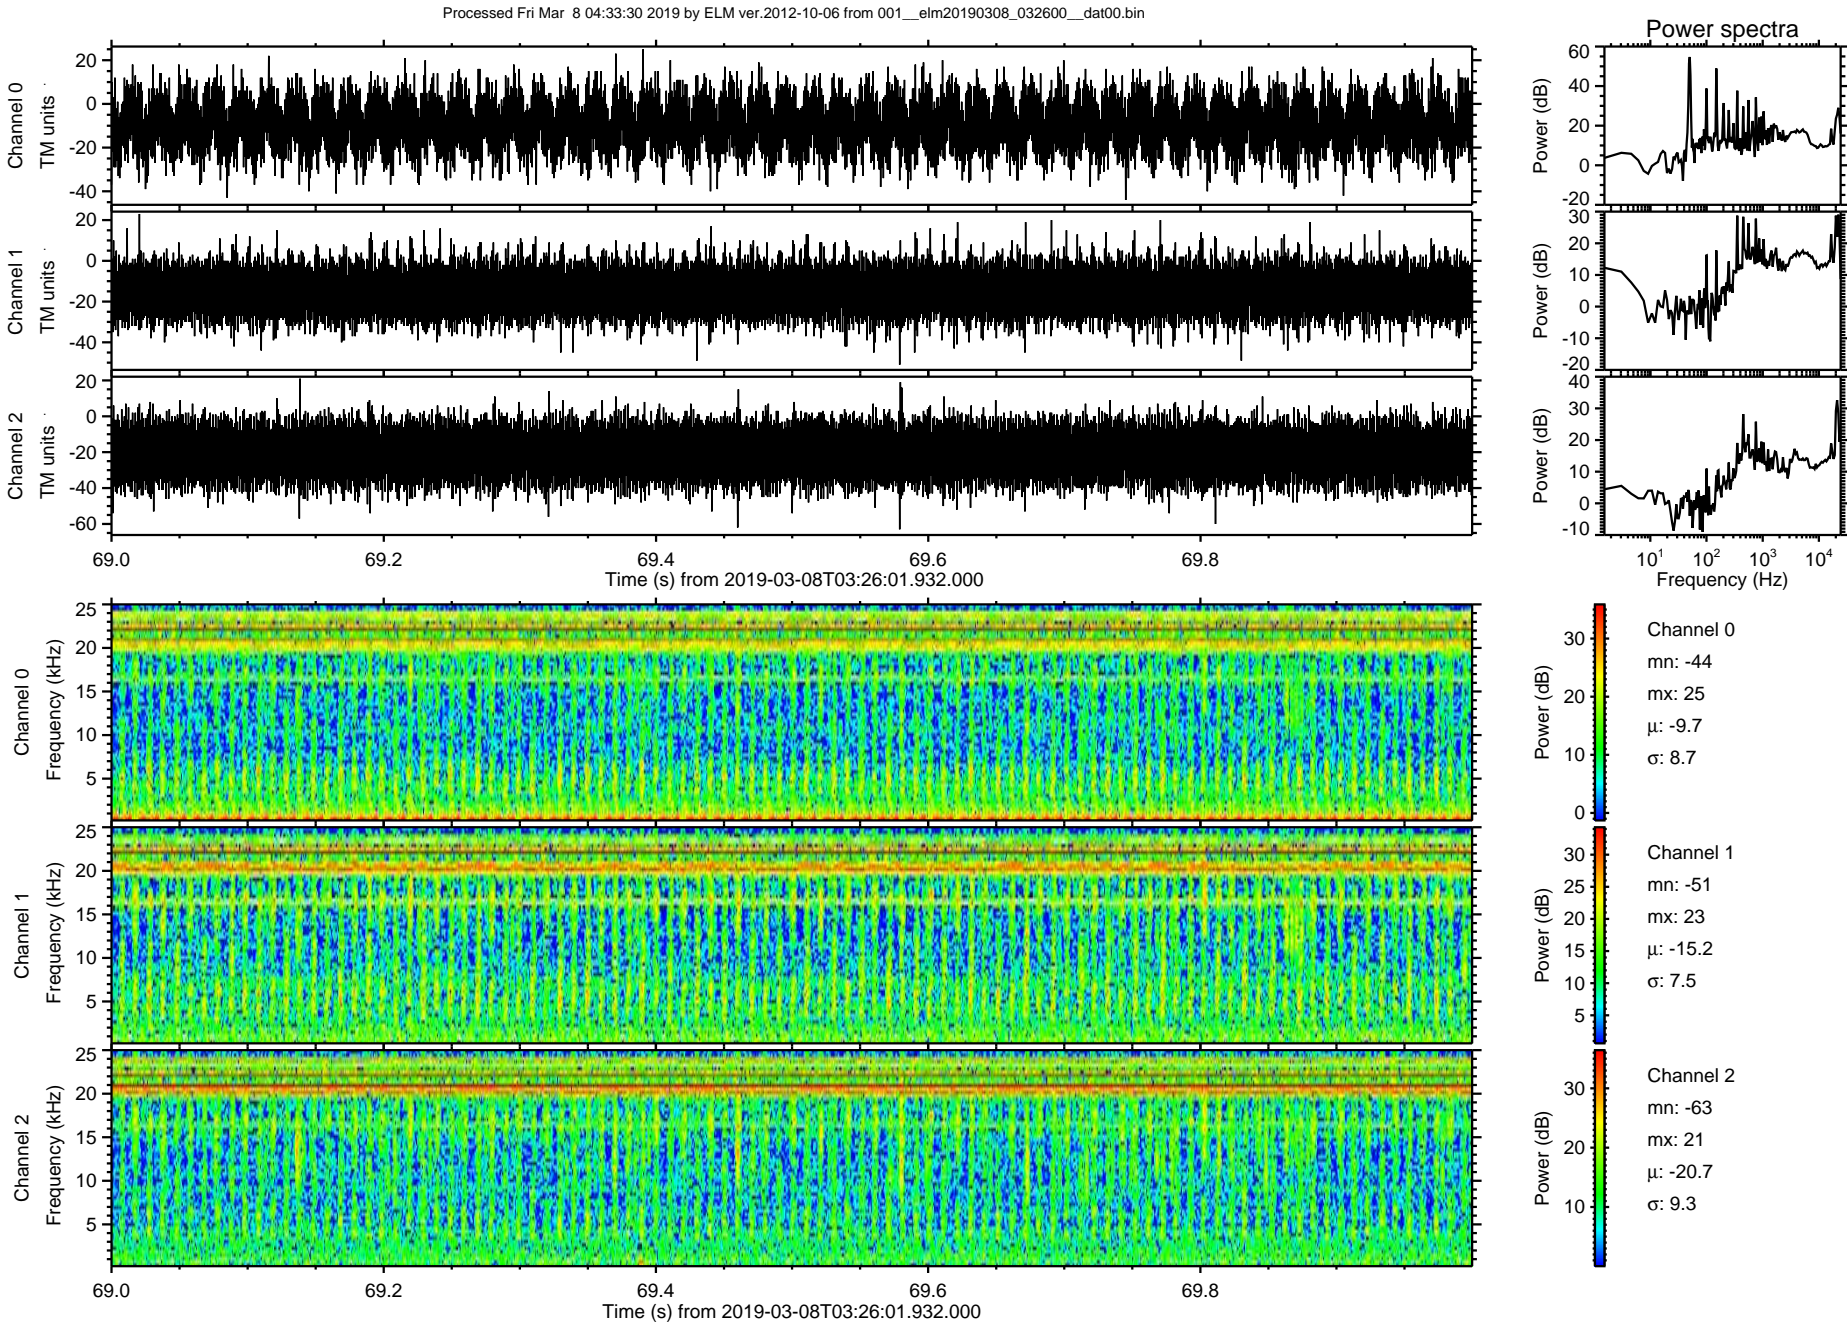 Processed Fri Mar  8 04:33:30 2019 by ELM ver.2012-10-06 from 001__elm20190308_032600__dat00.bin
Power spectra
Channel 0
TM units
20
0
-20
-40
Power (dB)
60
40
20
0
-20
Channel 1
TM units
20
0
-20
-40
Power (dB)
30
20
10
0
-10
-20
Channel 2
TM units
20
0
-20
-40
-60
Power (dB)
40
30
20
10
0
-10
69.0 69.2 69.4 69.6 69.8
Time (s) from 2019-03-08T03:26:01.932.000
10^1 10^2 10^3 10^4
Frequency (Hz)
Channel 0
Frequency (kHz)
25
20
15
10
5
Power (dB)
30
20
10
0
Channel 0
mn: -44
mx: 25
μ: -9.7
σ: 8.7
Channel 1
Frequency (kHz)
25
20
15
10
5
Power (dB)
30
25
20
15
10
5
Channel 1
mn: -51
mx: 23
μ: -15.2
σ: 7.5
Channel 2
Frequency (kHz)
25
20
15
10
5
Power (dB)
30
20
10
Channel 2
mn: -63
mx: 21
μ: -20.7
σ: 9.3
69.0 69.2 69.4 69.6 69.8
Time (s) from 2019-03-08T03:26:01.932.000